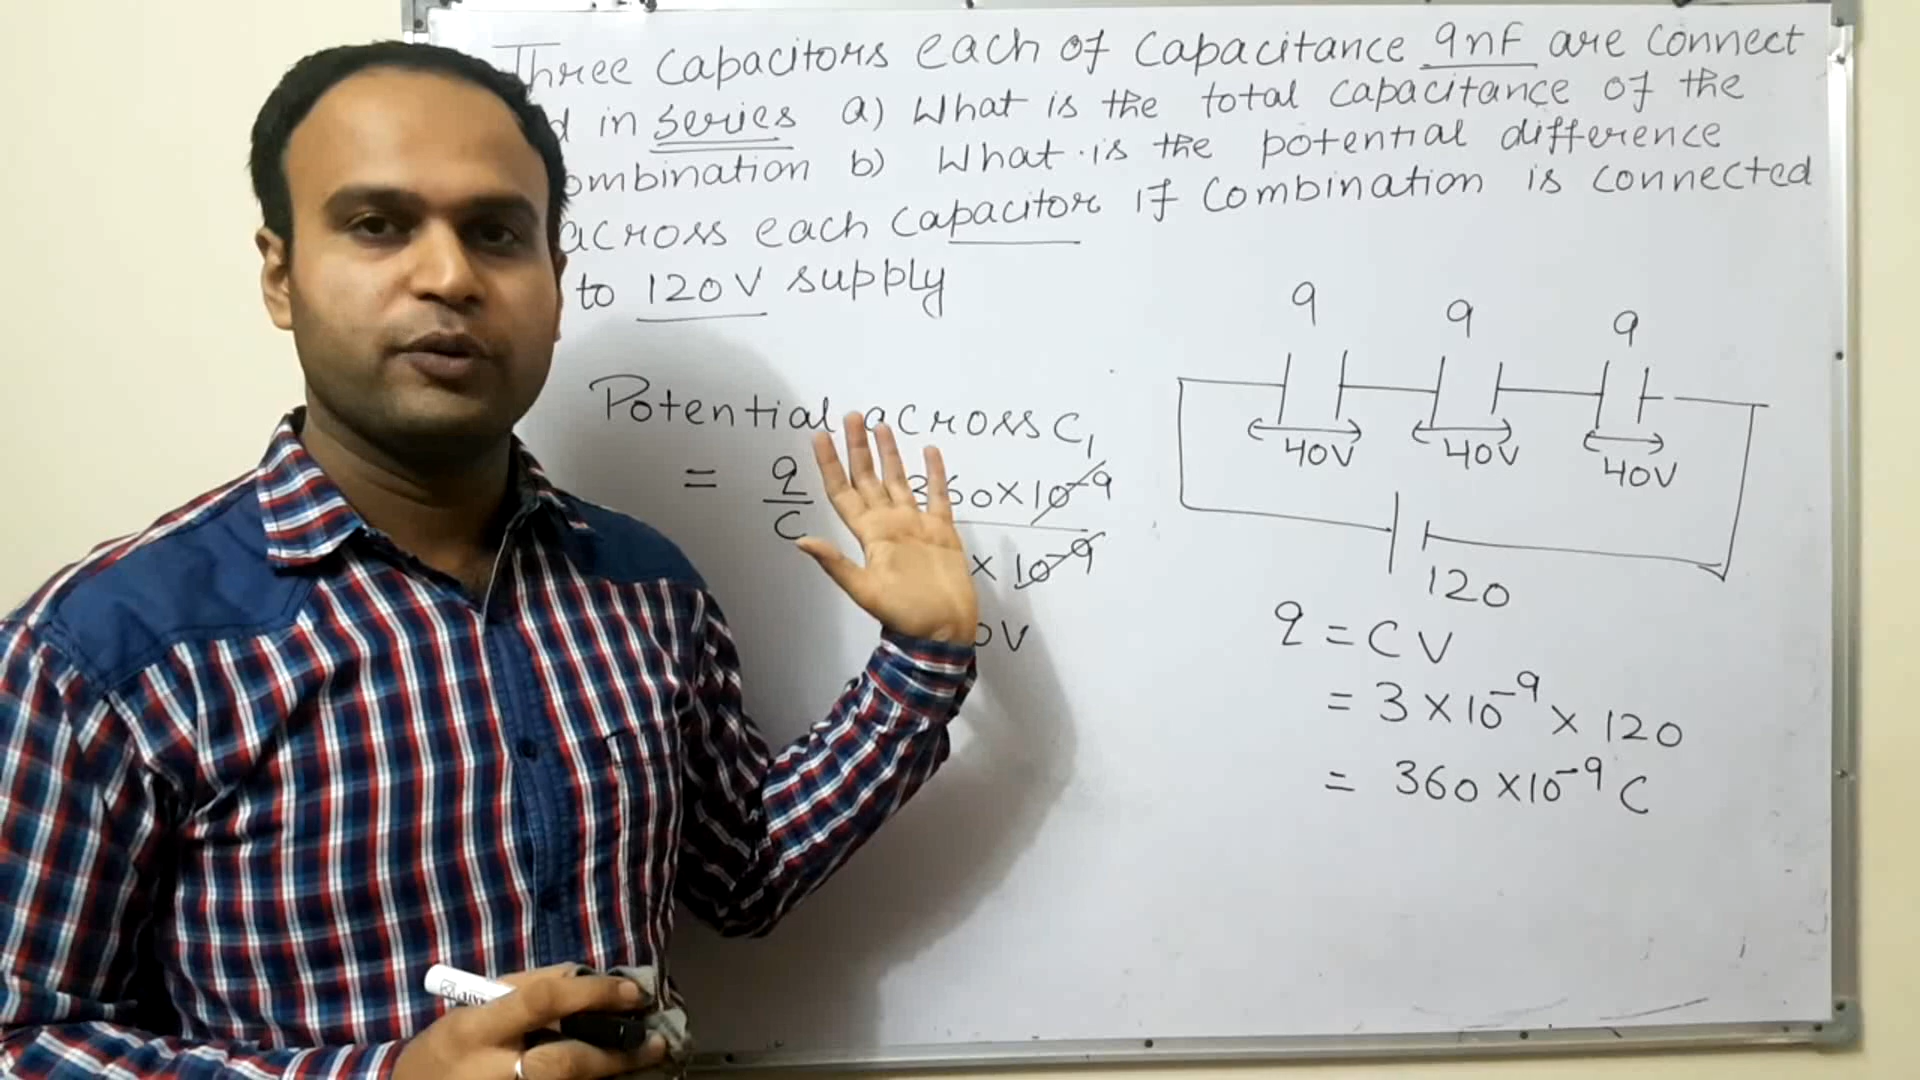 Three capacitors each of capacitance 9nF are connect
d in series a) What is the total capacitance of the
ombination b) What is the potential difference
across each capacitor if combination is connected
to 120V supply
Potential across C₁
= q/C 360×10⁻⁹
× 10⁻⁹
0V
9 9 9
40V 40V 40V
120
q = CV
= 3×10⁻⁹ × 120
= 360×10⁻⁹ C